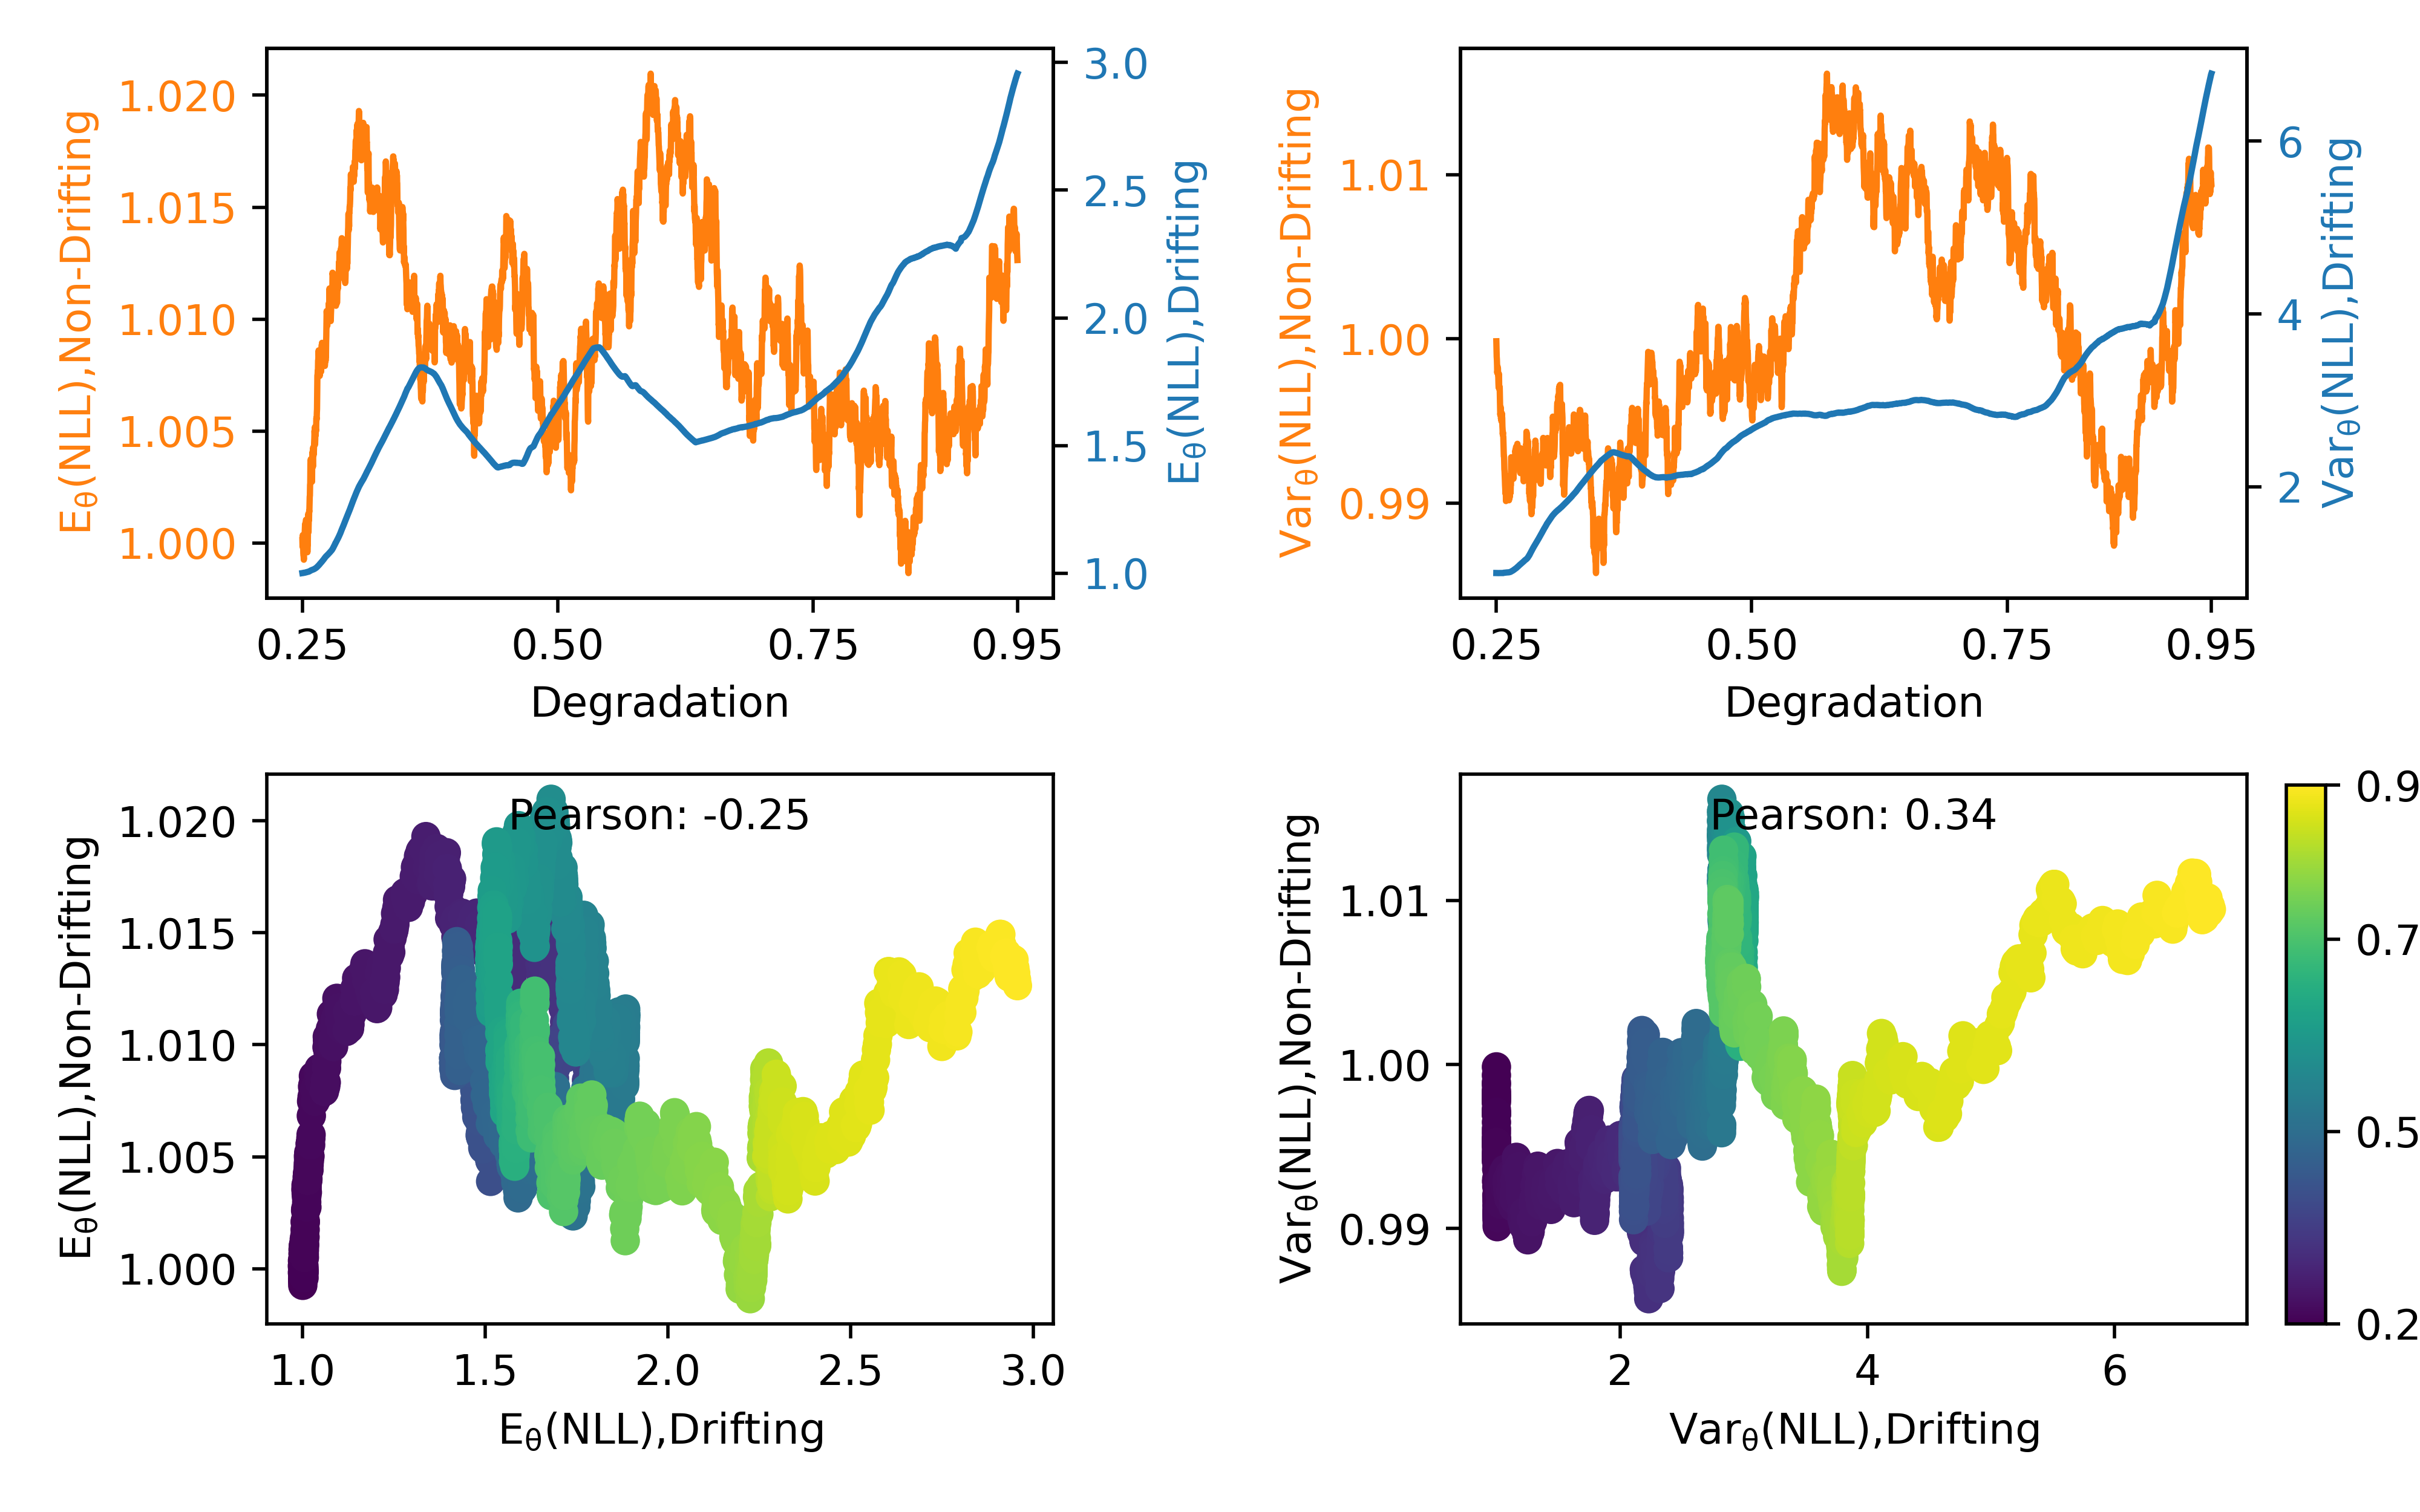 1.020
1.015
1.010
1.005
1.000
Eθ(NLL),Non-Drifting
3.0
2.5
2.0
1.5
1.0
Eθ(NLL),Drifting
0.25 0.50 0.75 0.95
Degradation
1.01
1.00
0.99
Varθ(NLL),Non-Drifting
6
4
2
Varθ(NLL),Drifting
0.25 0.50 0.75 0.95
Degradation
Pearson: -0.25
1.020
1.015
1.010
1.005
1.000
Eθ(NLL),Non-Drifting
1.0 1.5 2.0 2.5 3.0
Eθ(NLL),Drifting
Pearson: 0.34
1.01
1.00
0.99
Varθ(NLL),Non-Drifting
2 4 6
Varθ(NLL),Drifting
0.9
0.7
0.5
0.2